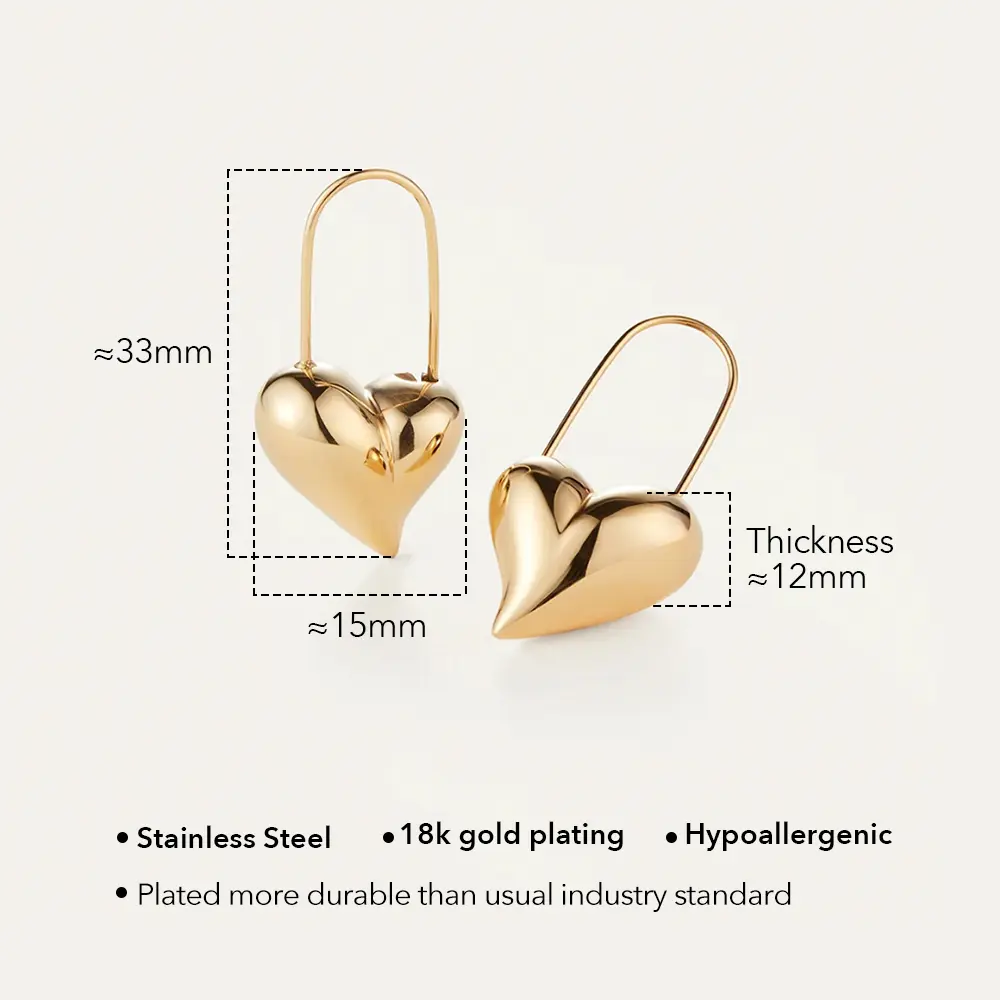 ≈33mm
Thickness
≈12mm
≈15mm
• Stainless Steel
• 18k gold plating
• Hypoallergenic
• Plated more durable than usual industry standard